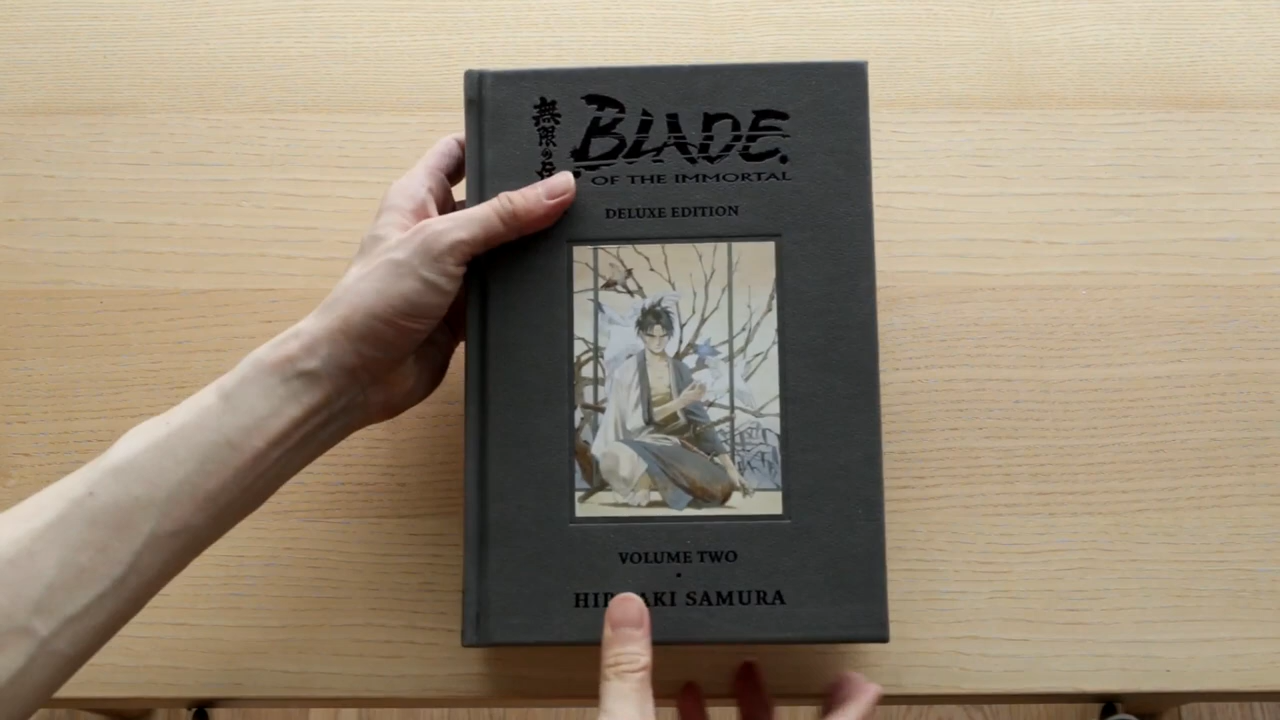 無限の
BLADE
OF THE IMMORTAL
DELUXE EDITION
VOLUME TWO
SAMURA